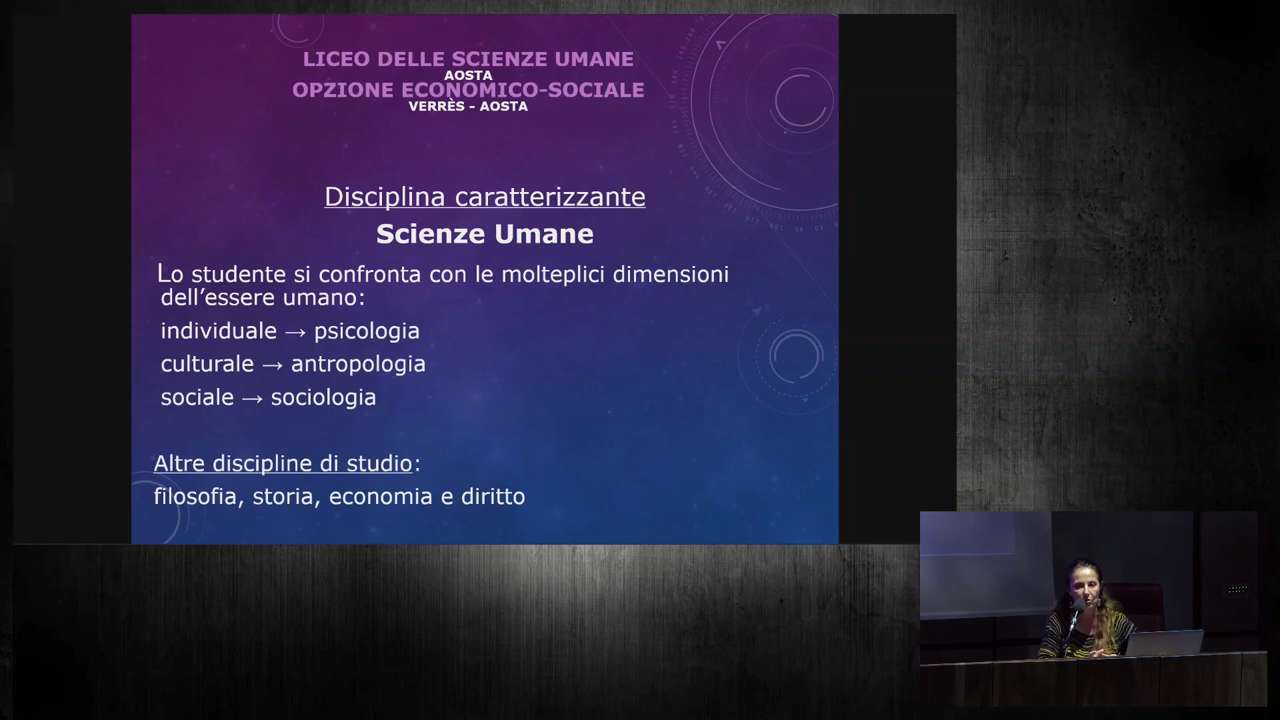 LICEO DELLE SCIENZE UMANE
AOSTA
OPZIONE ECONOMICO-SOCIALE
VERRÈS – AOSTA
Disciplina caratterizzante
Scienze Umane
Lo studente si confronta con le molteplici dimensioni
dell’essere umano:
individuale → psicologia
culturale → antropologia
sociale → sociologia
Altre discipline di studio:
filosofia, storia, economia e diritto